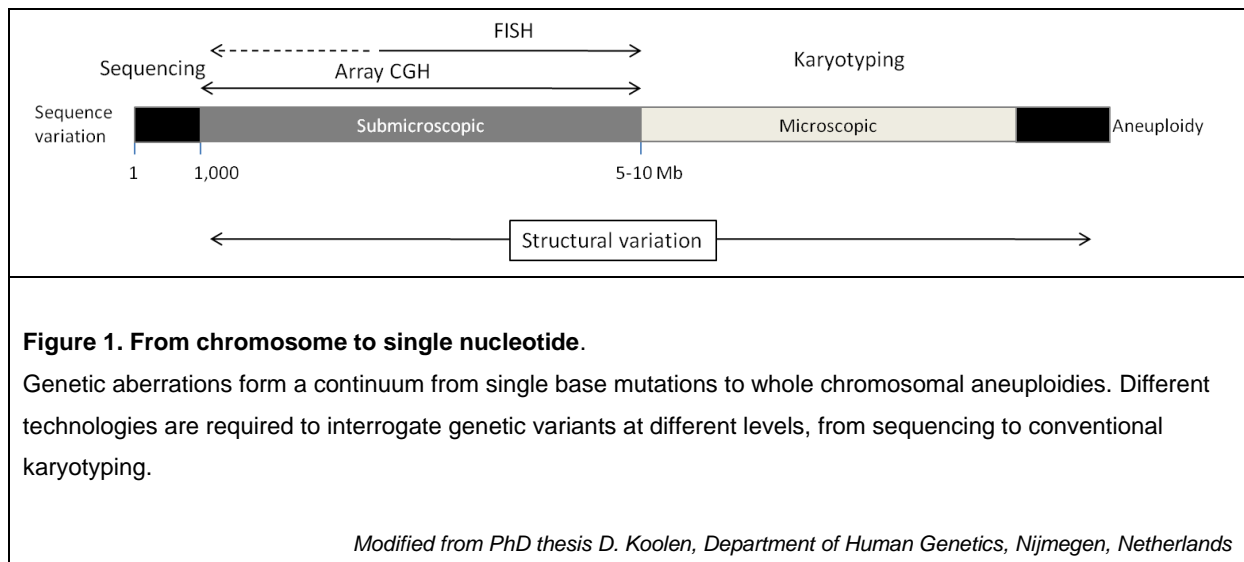 FISH
Sequencing
Array CGH
Karyotyping
Sequence
variation
Submicroscopic
Microscopic
Aneuploidy
1
1,000
5-10 Mb
Structural variation
Figure 1. From chromosome to single nucleotide.
Genetic aberrations form a continuum from single base mutations to whole chromosomal aneuploidies. Different
technologies are required to interrogate genetic variants at different levels, from sequencing to conventional
karyotyping.
Modified from PhD thesis D. Koolen, Department of Human Genetics, Nijmegen, Netherlands